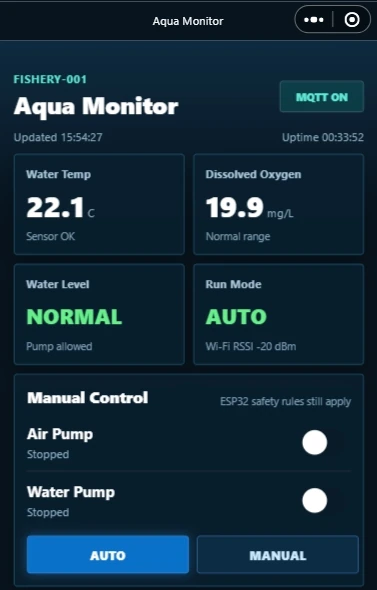 Aqua Monitor
FISHERY-001
Aqua Monitor
MQTT ON
Updated 15:54:27
Uptime 00:33:52
Water Temp
22.1 C
Sensor OK
Dissolved Oxygen
19.9 mg/L
Normal range
Water Level
NORMAL
Pump allowed
Run Mode
AUTO
Wi-Fi RSSI -20 dBm
Manual Control
ESP32 safety rules still apply
Air Pump
Stopped
Water Pump
Stopped
AUTO
MANUAL